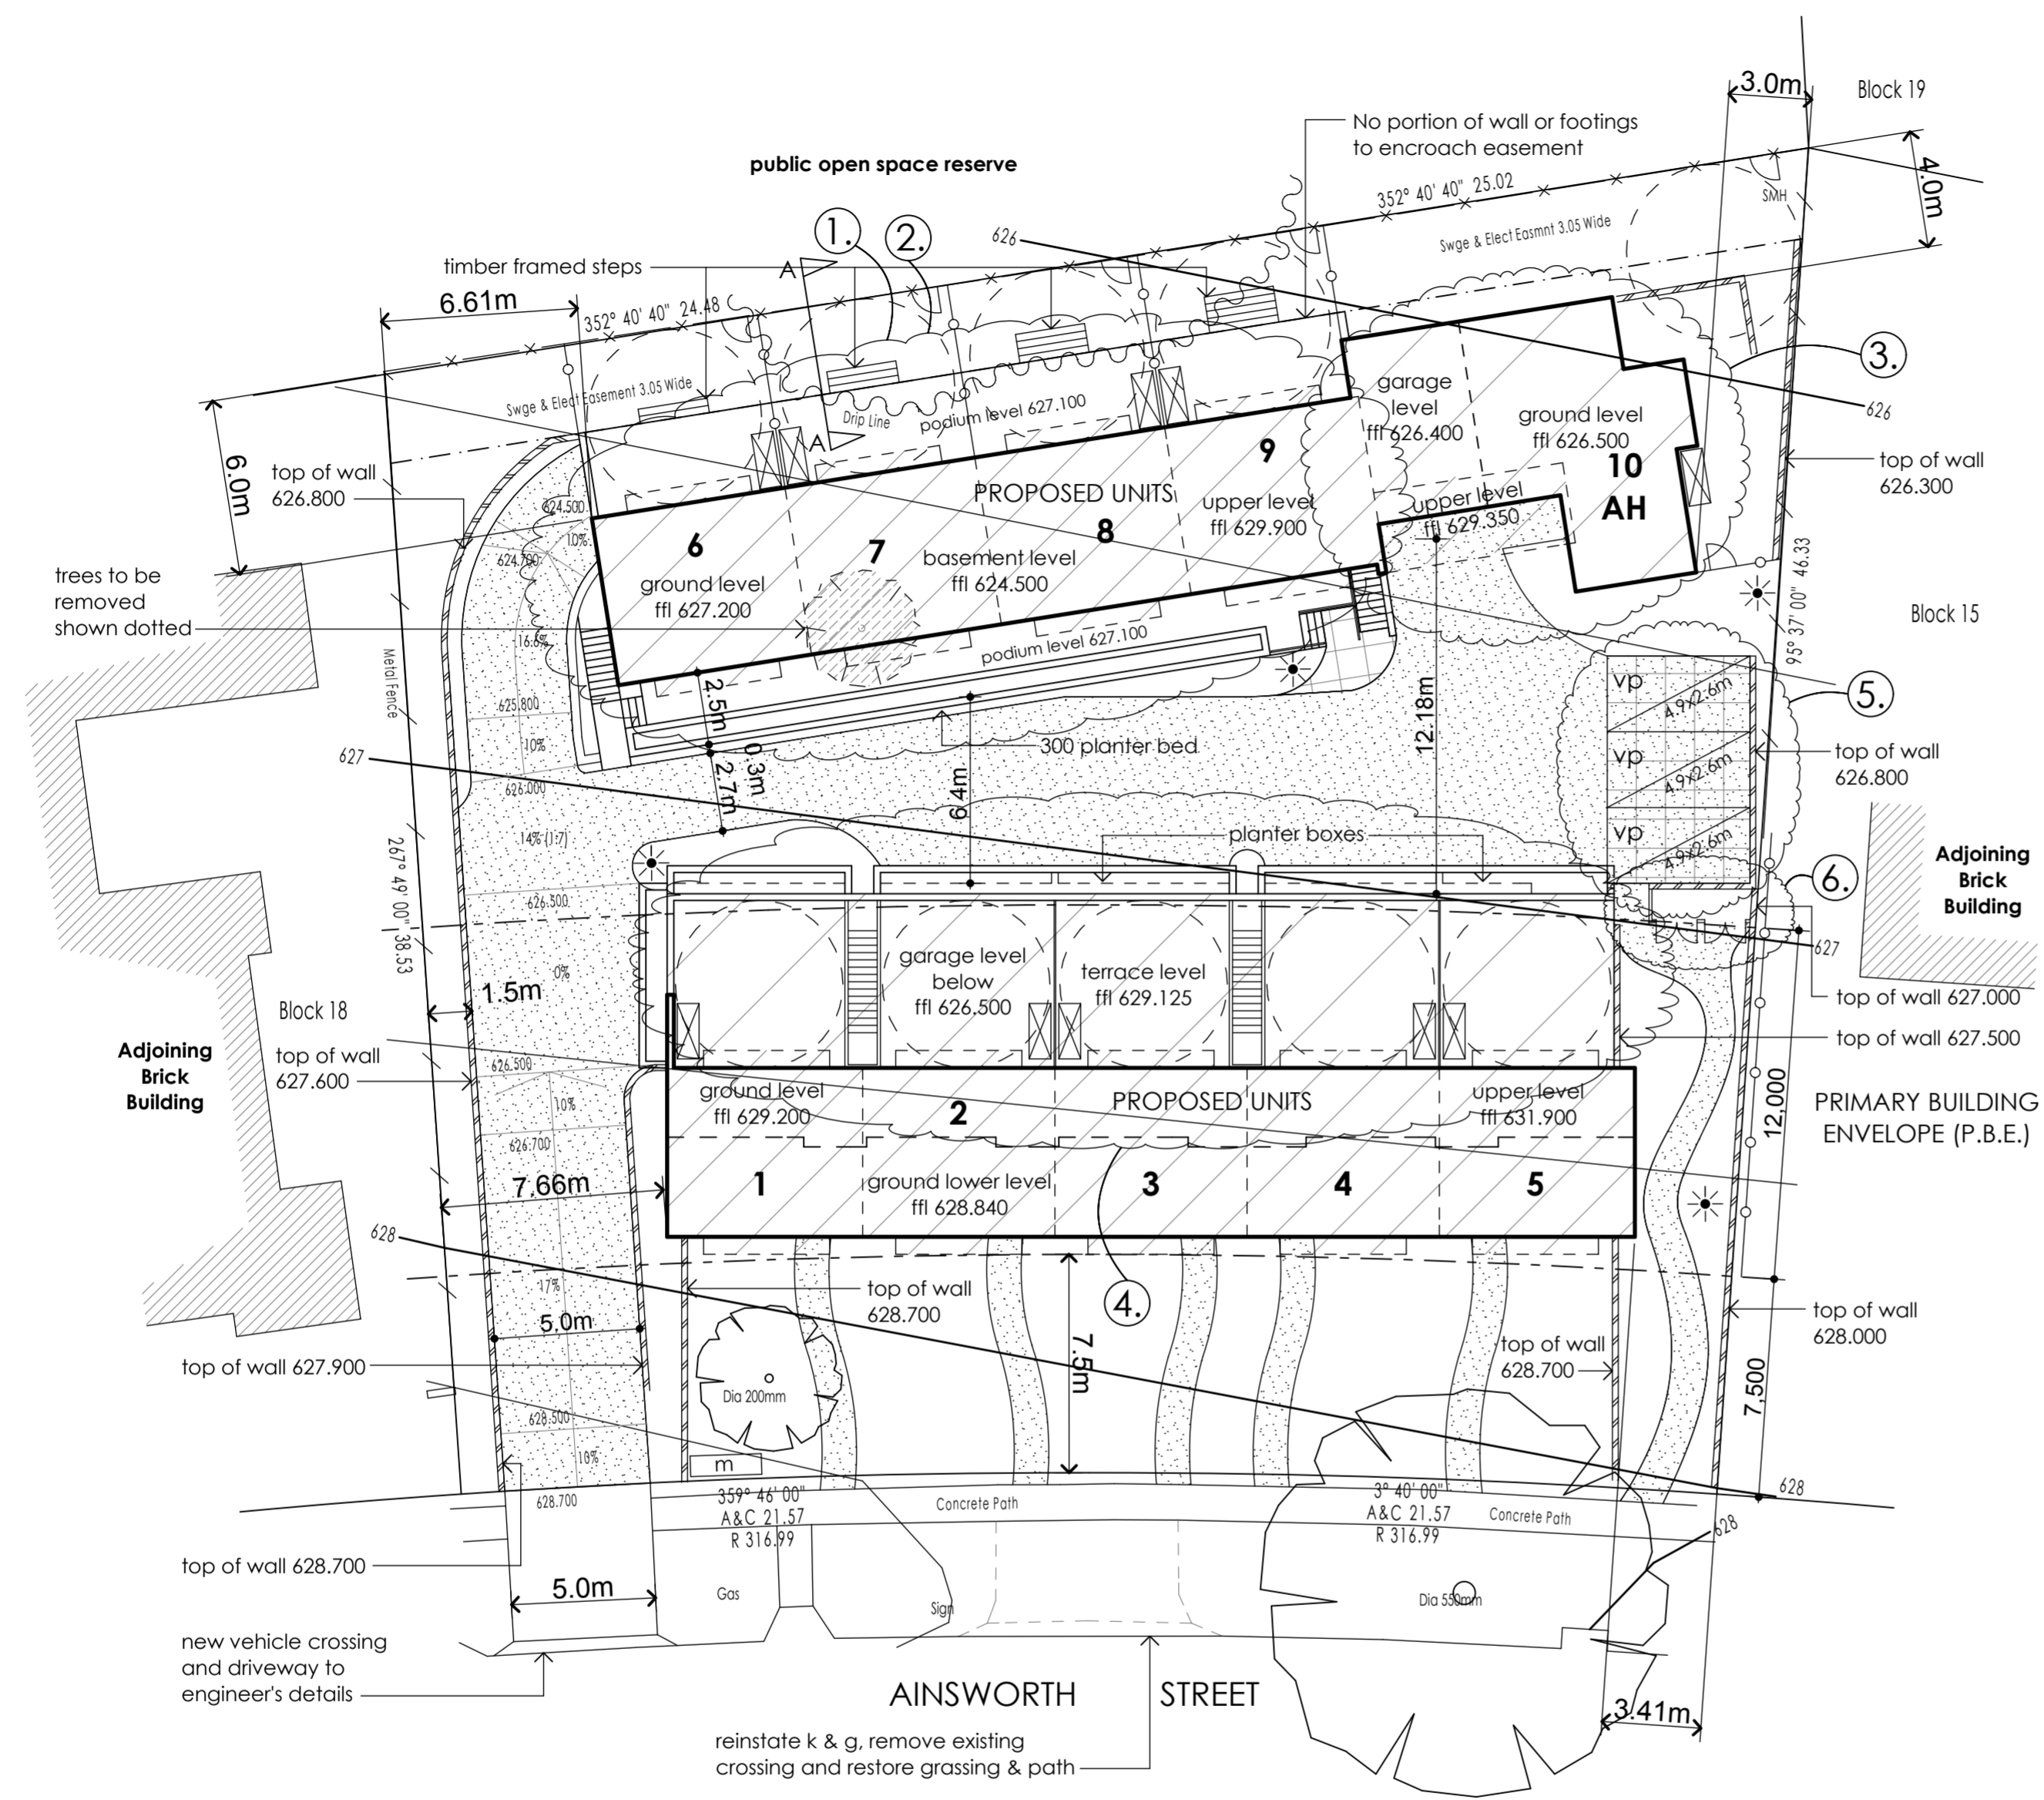 3.0m
Block 19
No portion of wall or footings
to encroach easement
public open space reserve
352° 40' 40" 25.02
SMH
4.0m
1.
2.
626
Swge & Elect Easmnt 3.05 Wide
timber framed steps
A
6.61m
352° 40' 40" 24.48
3.
Swge & Elect Easement 3.05 Wide
Drip Line
podium level 627.100
A
garage
level
ffl 626.400
ground level
ffl 626.500
626
6.0m
top of wall
626.800
9
10
AH
top of wall
626.300
PROPOSED UNITS
upper level
ffl 629.900
upper level
ffl 629.350
624.500
10%
624.700
6
7
8
basement level
ffl 624.500
ground level
ffl 627.200
trees to be
removed
shown dotted
95° 37' 00" 46.33
Block 15
16.6%
podium level 627.100
Metal Fence
625.800
10%
2.5m
0.3m
2.7m
300 planter bed
6.4m
12.18m
vp
4.9x2.6m
vp
4.9x2.6m
vp
4.9x2.6m
5.
top of wall
626.800
627
626.000
14% (1:7)
planter boxes
6.
Adjoining
Brick
Building
267° 49' 00" 38.53
626.500
627
0%
1.5m
garage level
below
ffl 626.500
terrace level
ffl 629.125
top of wall 627.000
top of wall 627.500
Block 18
top of wall
627.600
Adjoining
Brick
Building
626.500
10%
626.700
ground level
ffl 629.200
2
PROPOSED UNITS
upper level
ffl 631.900
12,000
PRIMARY BUILDING
ENVELOPE (P.B.E.)
7.66m
1
ground lower level
ffl 628.840
3
4
5
628
17%
top of wall
628.700
4.
top of wall
628.000
5.0m
7.5m
top of wall
628.700
top of wall 627.900
Dia 200mm
7,500
628.500
10%
m
628.700
359° 46' 00"
A&C 21.57
R 316.99
Concrete Path
3° 40' 00"
A&C 21.57
R 316.99
Concrete Path
628
628
top of wall 628.700
5.0m
Gas
Sign
Dia 550mm
new vehicle crossing
and driveway to
engineer's details
AINSWORTH STREET
3.41m
reinstate k & g, remove existing
crossing and restore grassing & path